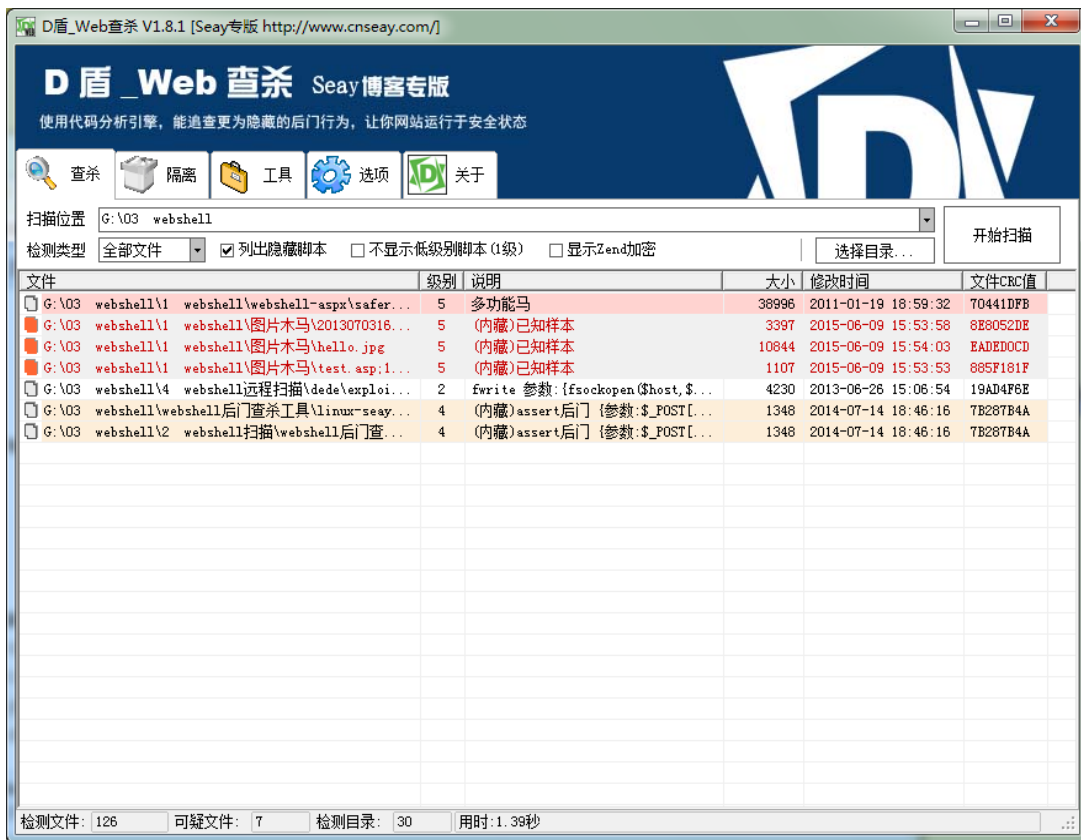 D盾_Web查杀 V1.8.1 [Seay专版 http://www.cnseay.com/]
D盾_Web查杀 Seay博客专版
使用代码分析引擎，能追查更为隐藏的后门行为，让你网站运行于安全状态
查杀 隔离 工具 选项 关于
扫描位置 G:\03 webshell 开始扫描
检测类型 全部文件 列出隐藏脚本 不显示低级别脚本(1级) 显示Zend加密 选择目录...
文件 级别 说明 大小 修改时间 文件CRC值
G:\03 webshell\1 webshell\webshell-aspx\safer... 5 多功能马 38996 2011-01-19 18:59:32 70441DFB
G:\03 webshell\1 webshell\图片木马\2013070316... 5 (内藏)已知样本 3397 2015-06-09 15:53:58 8E8052DE
G:\03 webshell\1 webshell\图片木马\hello.jpg 5 (内藏)已知样本 10844 2015-06-09 15:54:03 EADED0CD
G:\03 webshell\1 webshell\图片木马\test.asp;1... 5 (内藏)已知样本 1107 2015-06-09 15:53:53 885F181F
G:\03 webshell\4 webshell远程扫描\dede\exploi... 2 fwrite 参数:{fsockopen($host,$... 4230 2013-06-26 15:06:54 19AD4F6E
G:\03 webshell\webshell后门查杀工具\linux-seay... 4 (内藏)assert后门 {参数:$_POST[... 1348 2014-07-14 18:46:16 7B287B4A
G:\03 webshell\2 webshell扫描\webshell后门查... 4 (内藏)assert后门 {参数:$_POST[... 1348 2014-07-14 18:46:16 7B287B4A
检测文件: 126 可疑文件: 7 检测目录: 30 用时:1.39秒